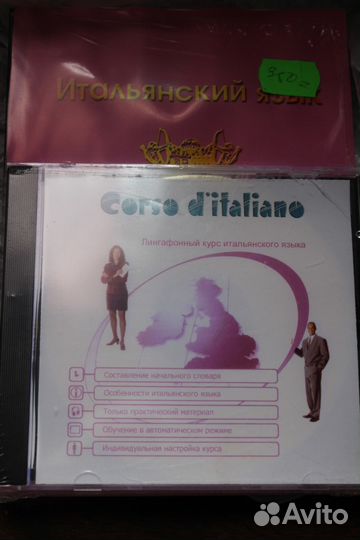 Итальянский язык
Corso d'italiano
Лингафонный курс итальянского языка
Составление начального словаря
Особенности итальянского языка
Только практический материал
Обучение в автоматическом режиме
Индивидуальная настройка курса
Avito